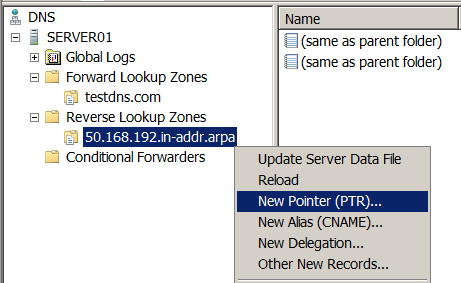 DNS
SERVER01
Global Logs
Forward Lookup Zones
testdns.com
Reverse Lookup Zones
50.168.192.in-addr.arpa
Conditional Forwarders
Name
(same as parent folder)
(same as parent folder)
Update Server Data File
Reload
New Pointer (PTR)...
New Alias (CNAME)...
New Delegation...
Other New Records...